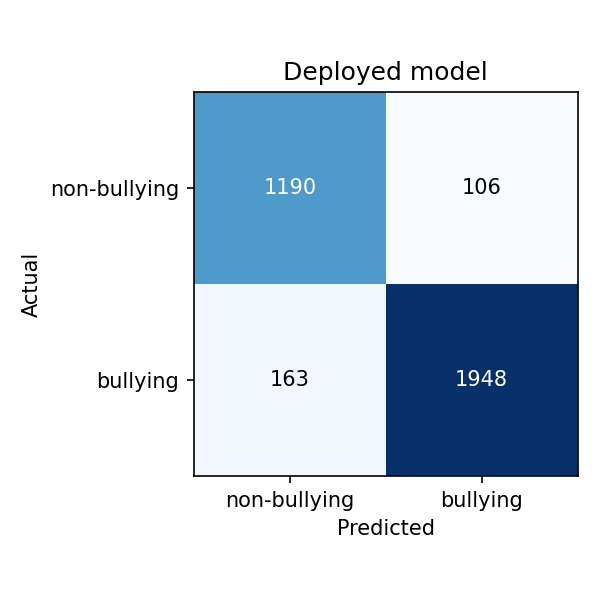 Deployed model
Actual
non-bullying
1190
106
bullying
163
1948
non-bullying
bullying
Predicted